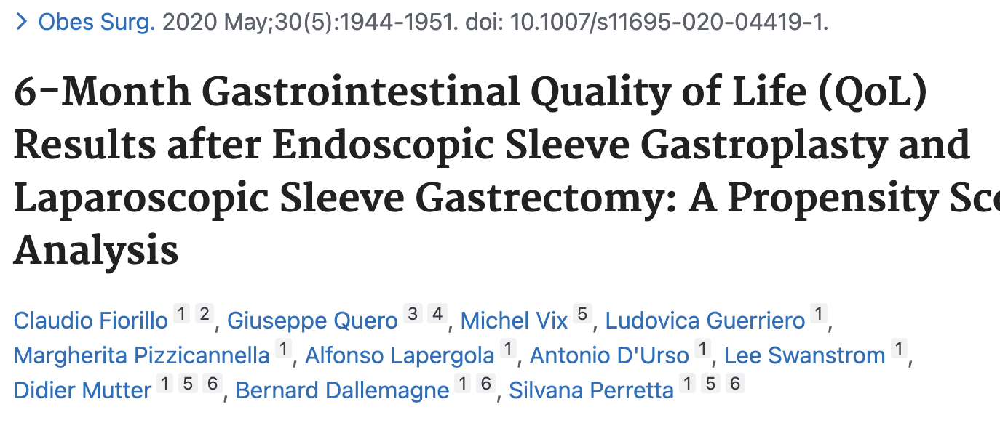 > Obes Surg. 2020 May;30(5):1944-1951. doi: 10.1007/s11695-020-04419-1.
6-Month Gastrointestinal Quality of Life (QoL)
Results after Endoscopic Sleeve Gastroplasty and
Laparoscopic Sleeve Gastrectomy: A Propensity
Analysis
Claudio Fiorillo 1 2, Giuseppe Quero 3 4, Michel Vix 5, Ludovica Guerriero 1,
Margherita Pizzicannella 1, Alfonso Lapergola 1, Antonio D'Urso 1, Lee Swanstrom 1,
Didier Mutter 1 5 6, Bernard Dallemagne 1 6, Silvana Perretta 1 5 6